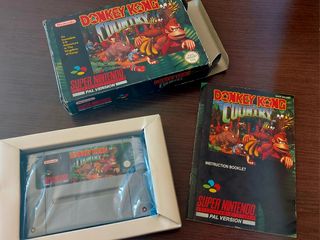 DONKEY KONG
COUNTRY
SUPER NINTENDO
PAL VERSION
DONKEY KONG
COUNTRY
DONKEY KONG
COUNTRY
INSTRUCTION BOOKLET
SUPER NINTENDO
PAL VERSION